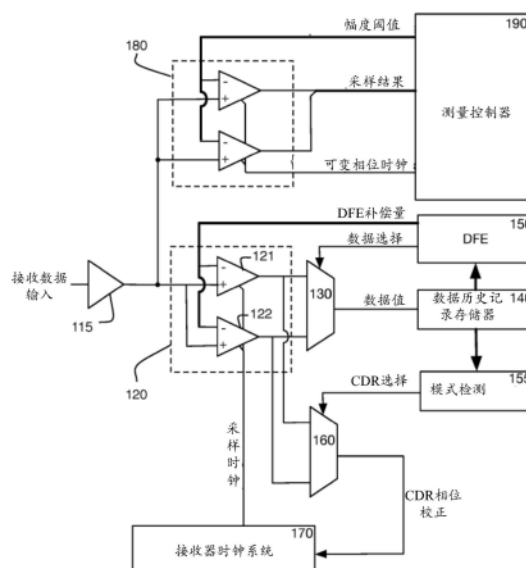 幅度阈值
190
180
采样结果
测量控制器
可变相位时钟
DFE补偿量
150
数据选择
DFE
121
接收数据
输入
130
数据值
140
数据历史记
录存储器
115
122
120
CDR选择
155
模式检测
采样时钟
160
CDR相位
校正
170
接收器时钟系统
-
+
-
+
-
+
-
+